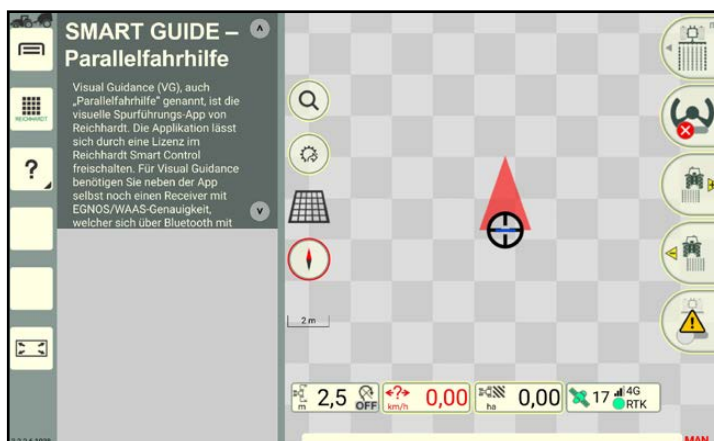 SMART GUIDE –
Parallelfahrhilfe
Visual Guidance (VG), auch
„Parallelfahrhilfe" genannt, ist die
visuelle Spurführungs-App von
Reichhardt. Die Applikation lässt
sich durch eine Lizenz im
Reichhardt Smart Control
freischalten. Für Visual Guidance
benötigen Sie neben der App
selbst noch einen Receiver mit
EGNOS/WAAS-Genauigkeit,
welcher sich über Bluetooth mit
REICHHARDT
?
2 m
m
2,5
OFF
?
km/h
0,00
ha
0,00
17
4G
RTK
MAN